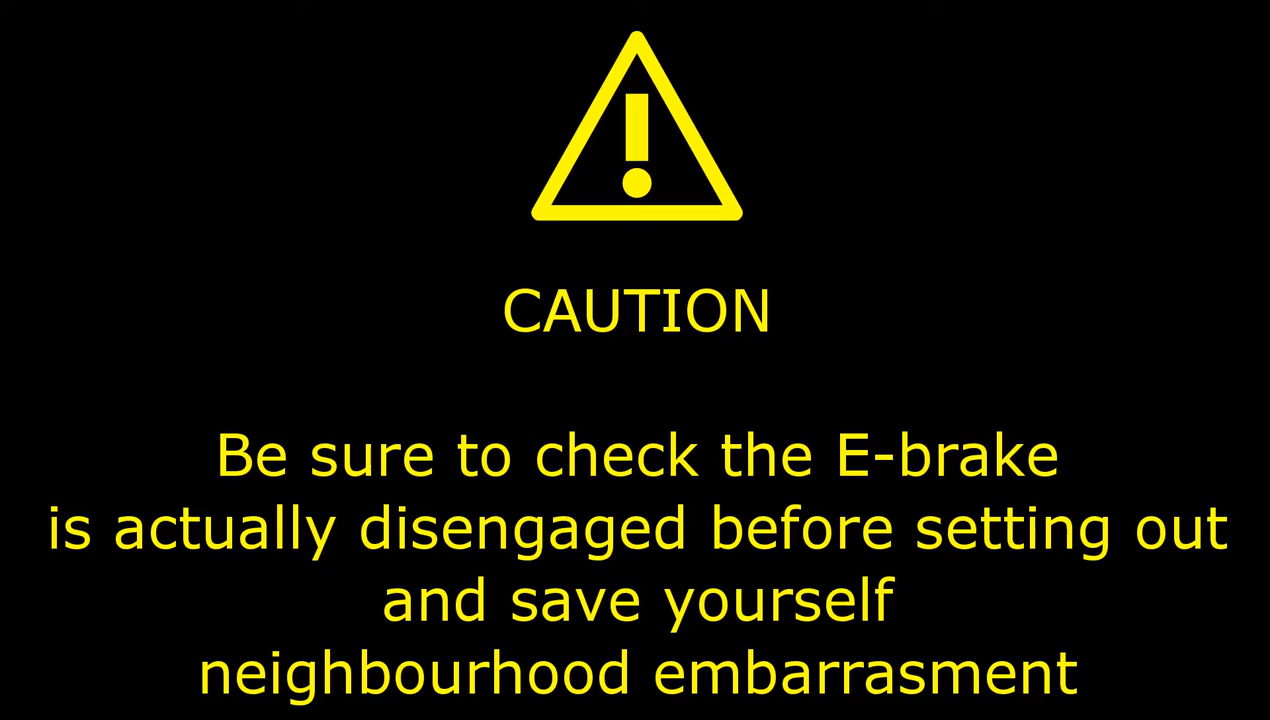 CAUTION
Be sure to check the E-brake
is actually disengaged before setting out
and save yourself
neighbourhood embarrasment